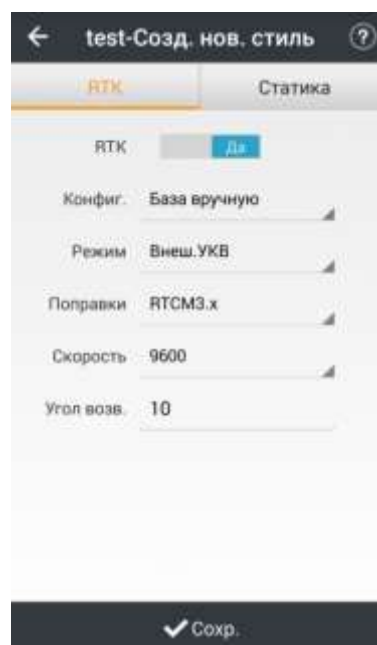 test-Созд. нов. стиль ?
RTK Статика
RTK Да
Конфиг. База вручную
Режим Внеш.УКВ
Поправки RTCM3.x
Скорость 9600
Угол возв. 10
Сохр.